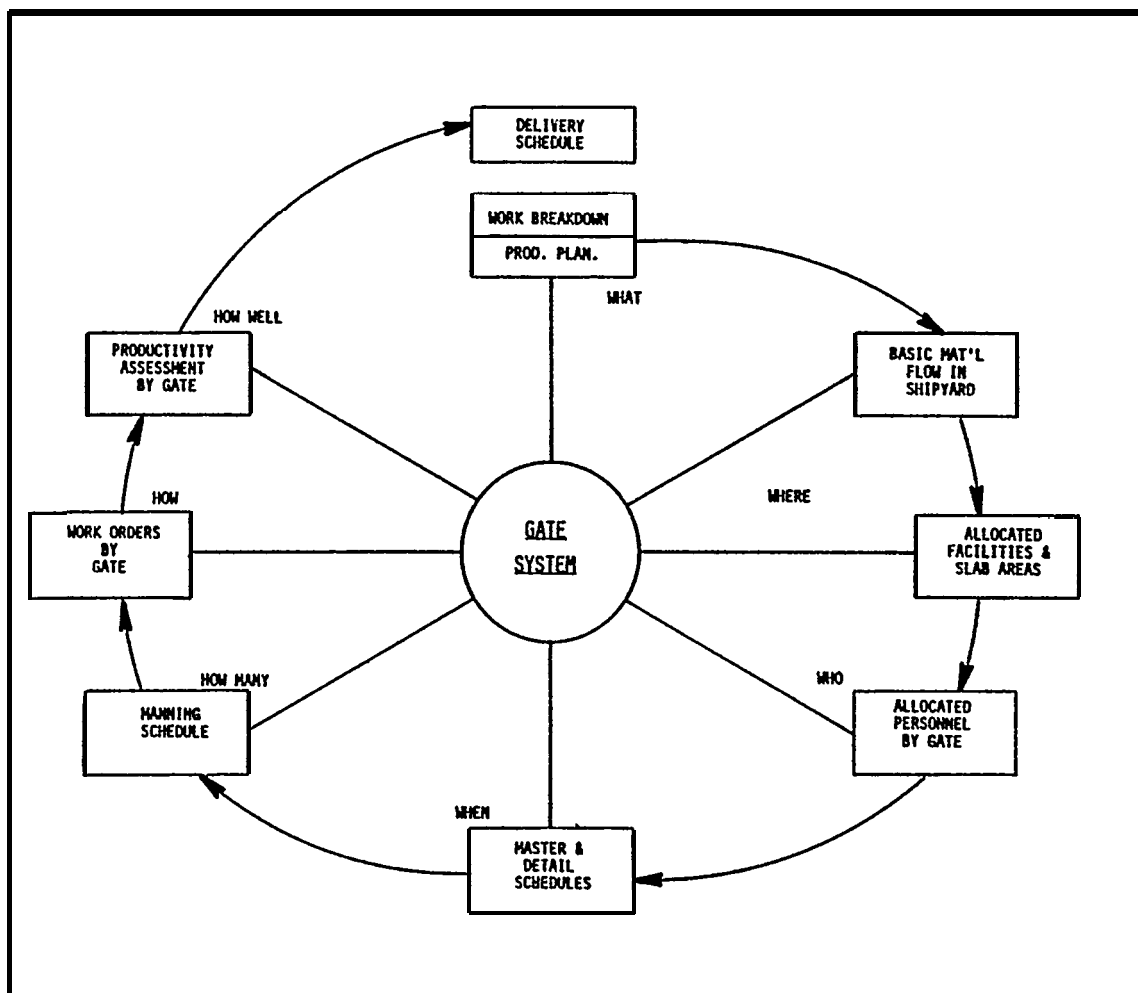 DELIVERY
SCHEDULE
WORK BREAKDOWN
PROD. PLAN.
WHAT
HOW WELL
PRODUCTIVITY
ASSESSMENT
BY GATE
BASIC MAT'L
FLOW IN
SHIPYARD
HOW
WHERE
WORK ORDERS
BY
GATE
GATE
SYSTEM
ALLOCATED
FACILITIES &
SLAB AREAS
HOW MANY
WHO
MANNING
SCHEDULE
ALLOCATED
PERSONNEL
BY GATE
WHEN
MASTER &
DETAIL
SCHEDULES